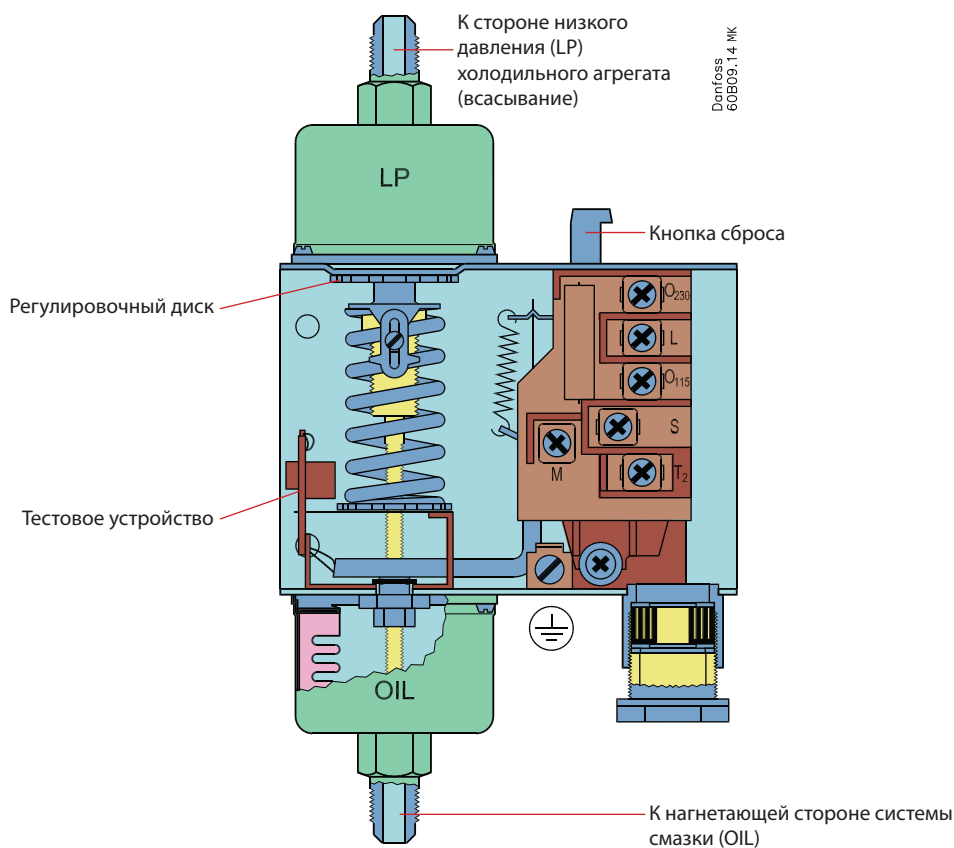 К стороне низкого
давления (LP)
холодильного агрегата
(всасывание)
Danfoss
60B09.14 MK
LP
Кнопка сброса
Регулировочный диск
O230
L
O115
S
M
T2
Тестовое устройство
OIL
К нагнетающей стороне системы
смазки (OIL)